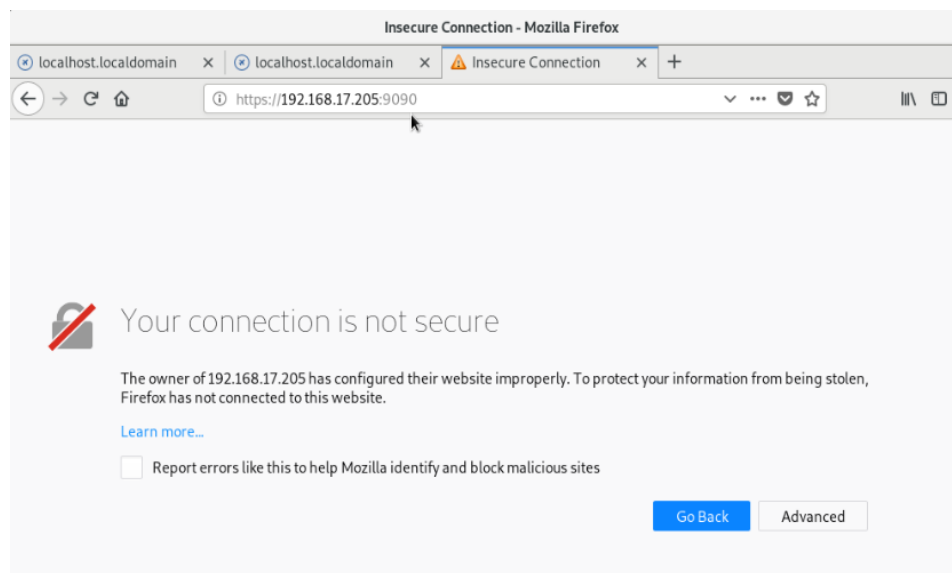 Insecure Connection - Mozilla Firefox
localhost.localdomain
localhost.localdomain
Insecure Connection
https://192.168.17.205:9090
Your connection is not secure
The owner of 192.168.17.205 has configured their website improperly. To protect your information from being stolen,
Firefox has not connected to this website.
Learn more...
Report errors like this to help Mozilla identify and block malicious sites
Go Back
Advanced